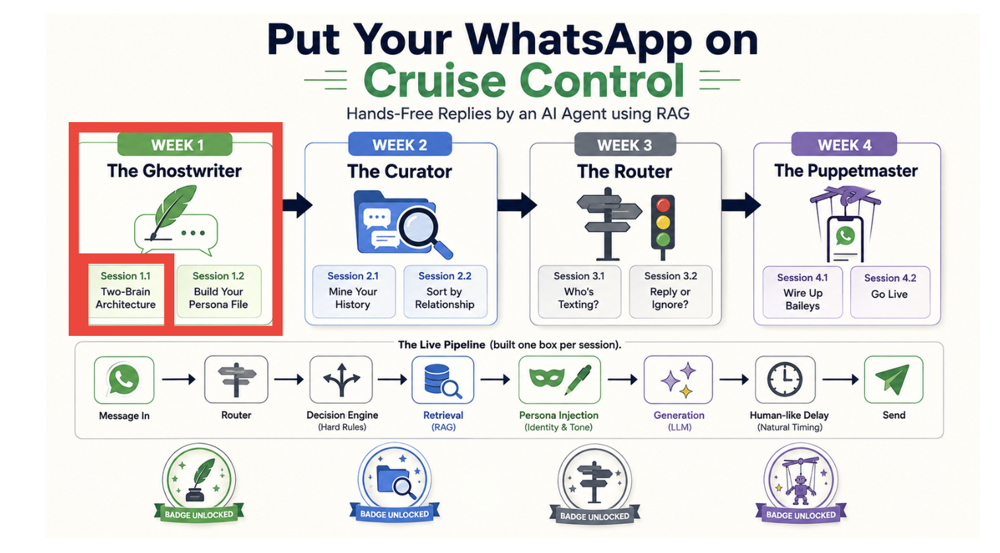 Put Your WhatsApp on
Cruise Control
Hands-Free Replies by an AI Agent using RAG
WEEK 1
The Ghostwriter
Session 1.1
Two-Brain
Architecture
Session 1.2
Build Your
Persona File
WEEK 2
The Curator
Session 2.1
Mine Your
History
Session 2.2
Sort by
Relationship
WEEK 3
The Router
Session 3.1
Who's
Texting?
Session 3.2
Reply or
Ignore?
WEEK 4
The Puppetmaster
Session 4.1
Wire Up
Baileys
Session 4.2
Go Live
The Live Pipeline (built one box per session).
Message In
Router
Decision Engine
(Hard Rules)
Retrieval
(RAG)
Persona Injection
(Identity & Tone)
Generation
(LLM)
Human-like Delay
(Natural Timing)
Send
BADGE UNLOCKED
BADGE UNLOCKED
BADGE UNLOCKED
BADGE UNLOCKED